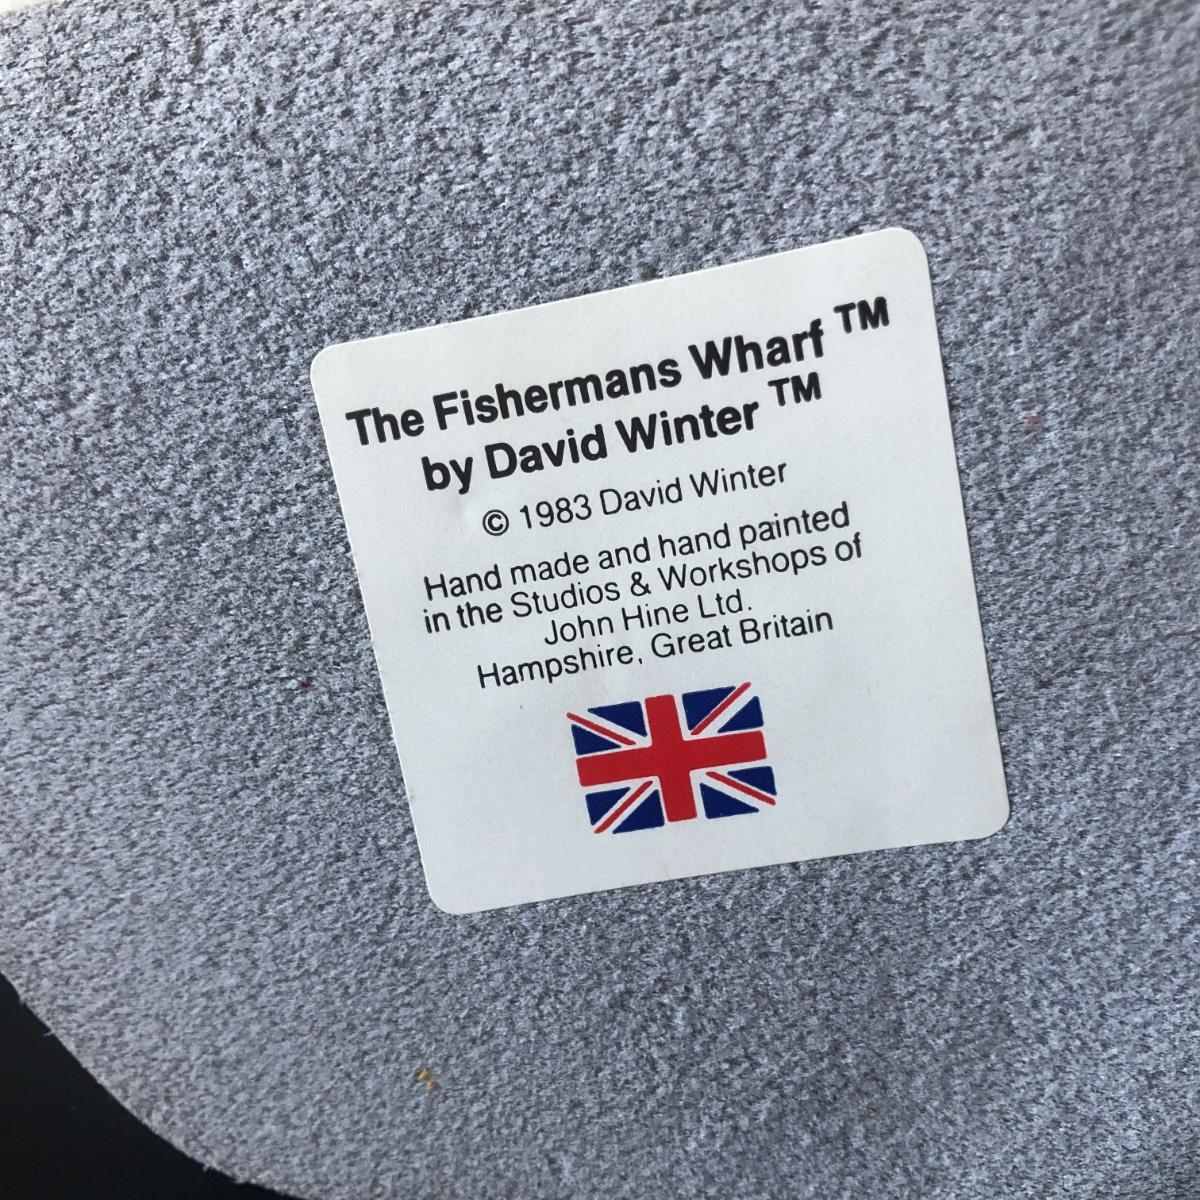 The Fishermans Wharf ™
by David Winter ™
© 1983 David Winter
Hand made and hand painted
in the Studios & Workshops of
John Hine Ltd.
Hampshire, Great Britain